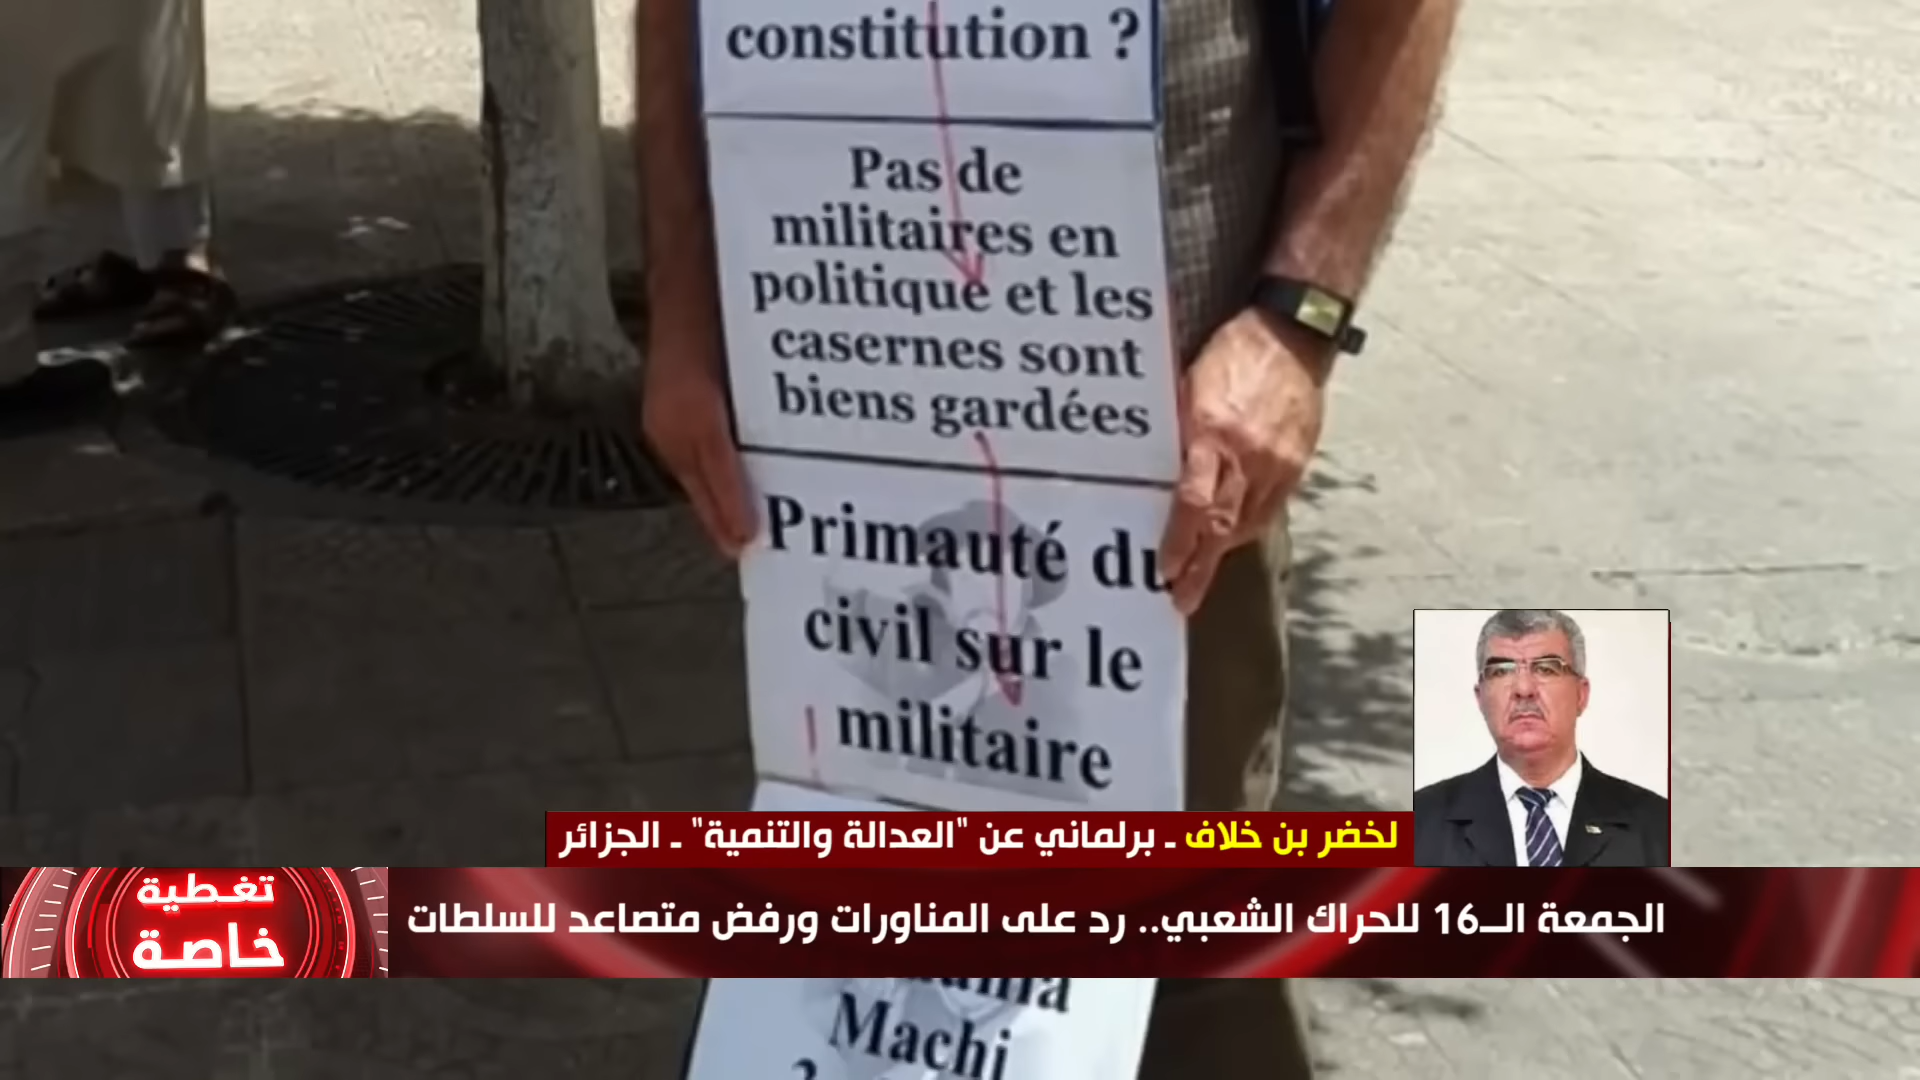 constitution ?
Pas de
militaires en
politique et les
casernes sont
biens gardées
Primauté du
civil sur le
militaire
لخضر بن خلاف ـ برلماني عن "العدالة والتنمية" ـ الجزائر
تغطية
خاصة
الجمعة الــ16 للحراك الشعبي.. رد على المناورات ورفض متصاعد للسلطات
Machi